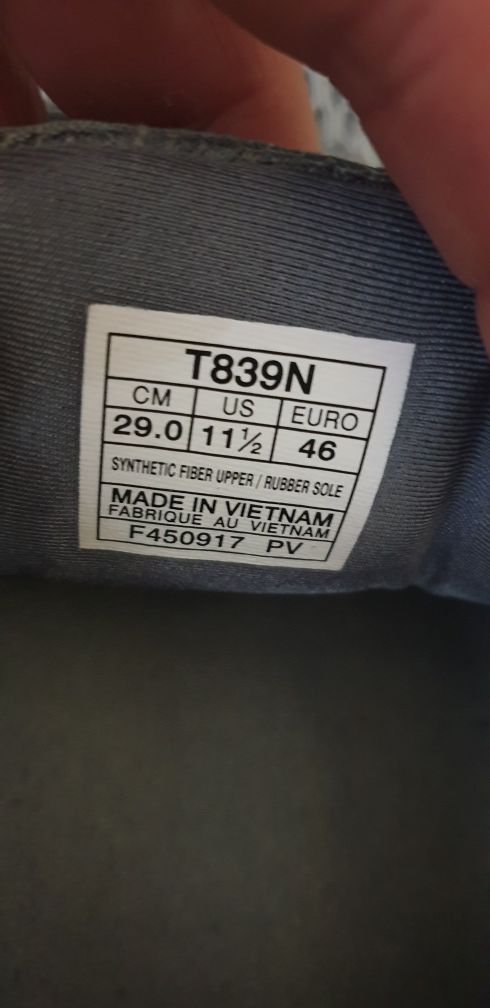 T839N
CM US EURO
29.0 11½ 46
SYNTHETIC FIBER UPPER / RUBBER SOLE
MADE IN VIETNAM
FABRIQUE AU VIETNAM
F450917 PV